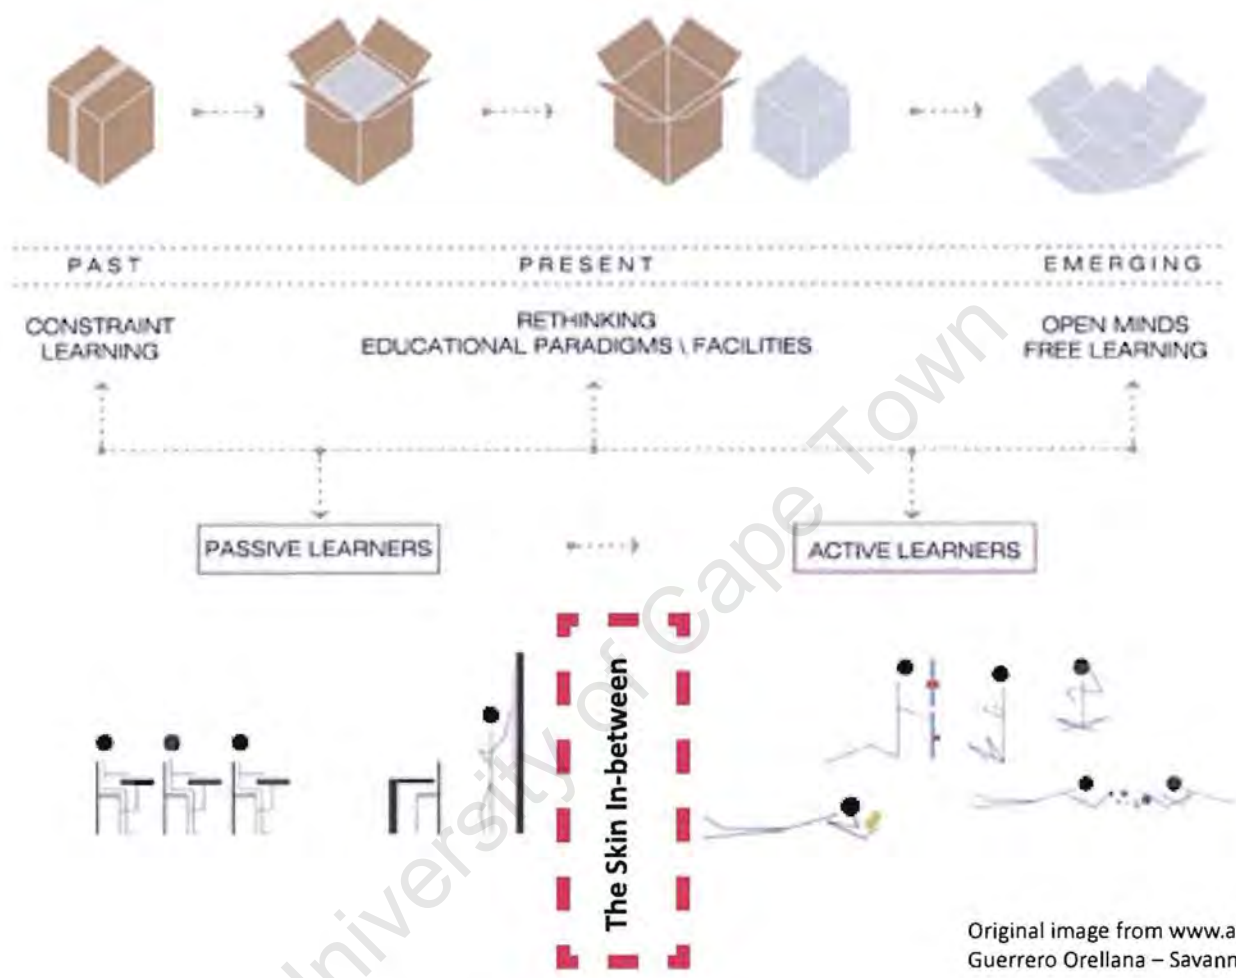 PAST
PRESENT
EMERGING
CONSTRAINT
LEARNING
RETHINKING
EDUCATIONAL PARADIGMS \ FACILITIES
OPEN MINDS
FREE LEARNING
PASSIVE LEARNERS
ACTIVE LEARNERS
The Skin In-between
University of Cape Town
Original image from www.a
Guerrero Orellana – Savann